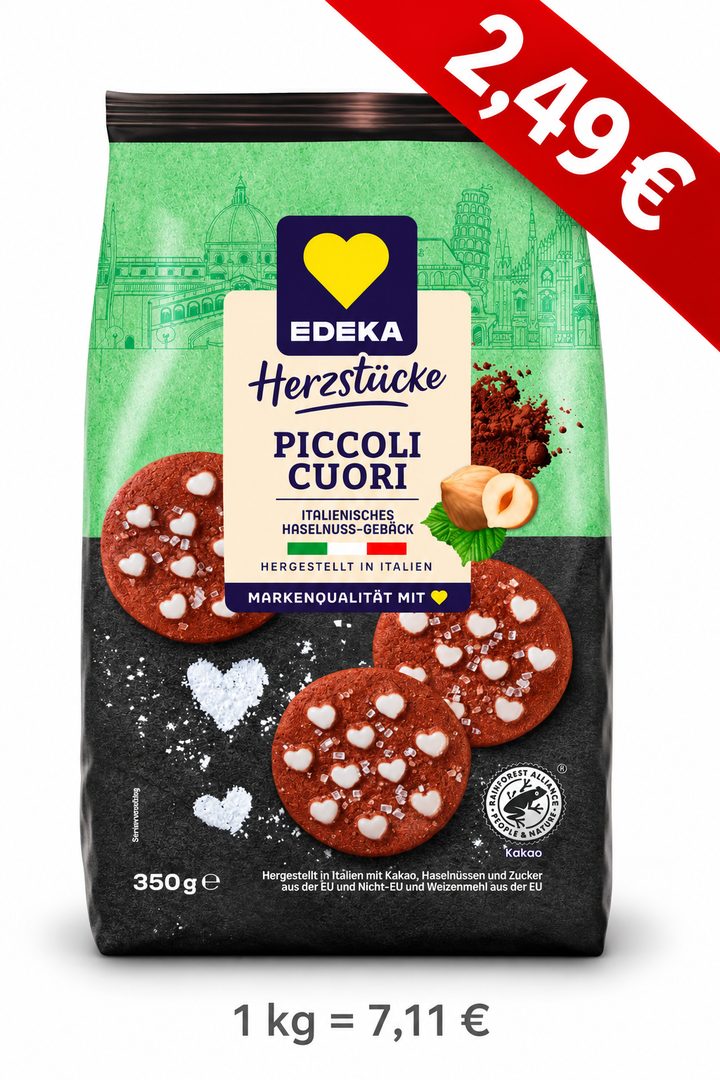 2,49 €
EDEKA
Herzstücke
PICCOLI
CUORI
ITALIENISCHES
HASELNUSS-GEBÄCK
HERGESTELLT IN ITALIEN
MARKENQUALITÄT MIT
RAINFOREST ALLIANCE
PEOPLE & NATURE
®
Kakao
350 g ℮
Hergestellt in Italien mit Kakao, Haselnüssen und Zucker
aus der EU und Nicht-EU und Weizenmehl aus der EU
1 kg = 7,11 €